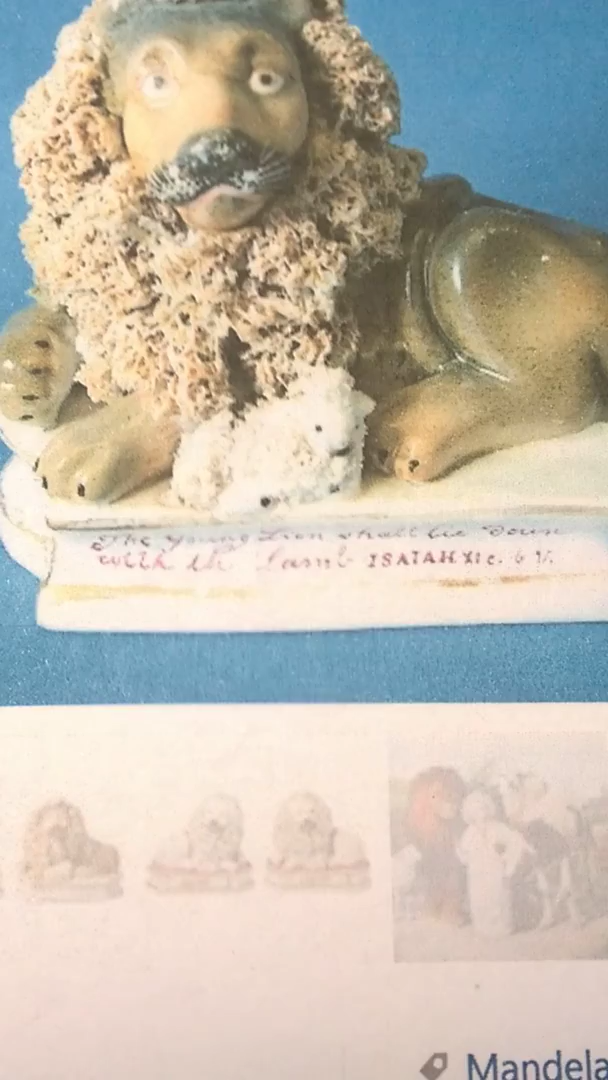 The young Lion shall lie Down
with the Lamb ISAIAH XI c. 6 V.
Mandela